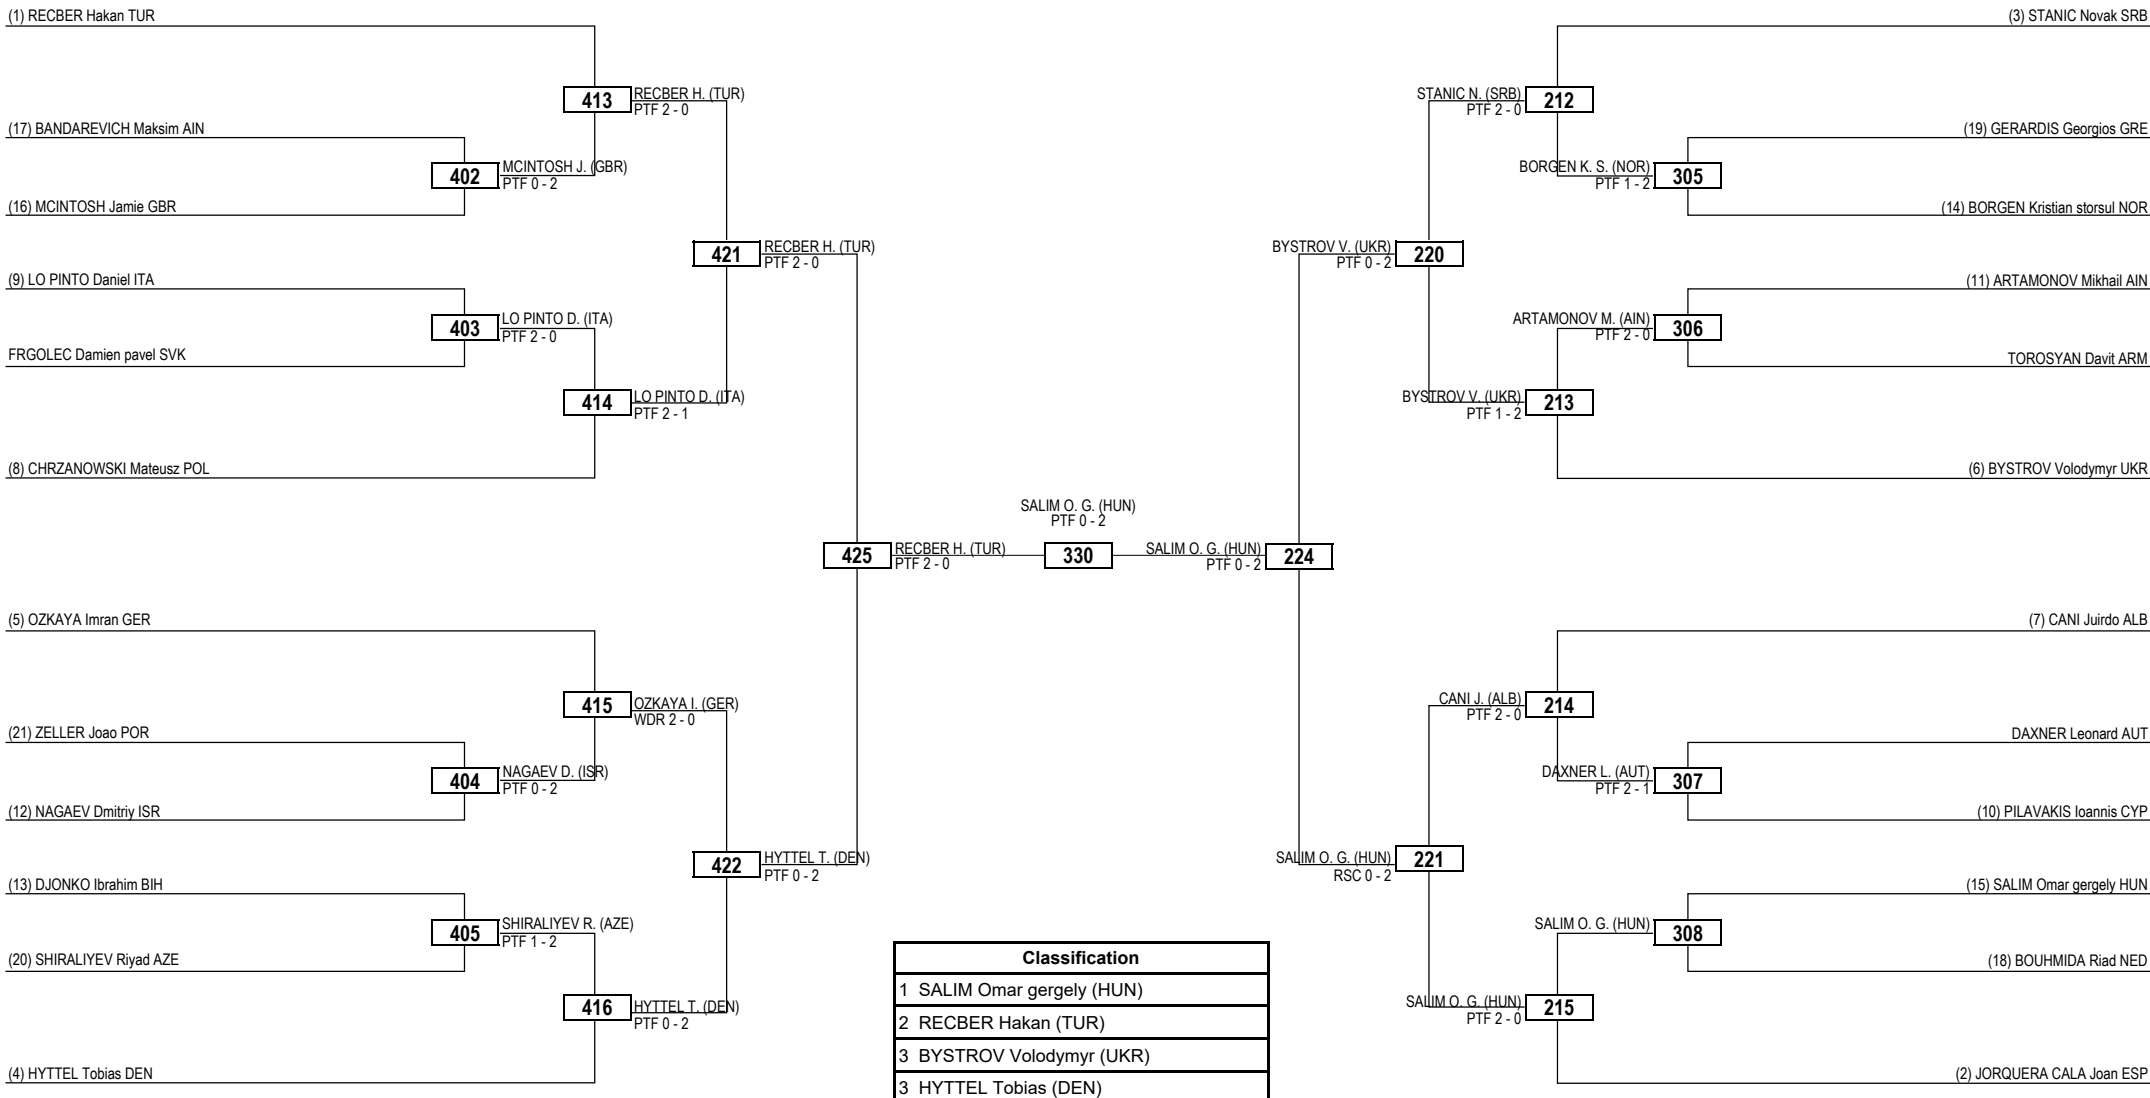 (1) RECBER Hakan TUR
413
RECBER H. (TUR)
PTF 2 - 0
(17) BANDAREVICH Maksim AIN
402
MCINTOSH J. (GBR)
PTF 0 - 2
(16) MCINTOSH Jamie GBR
421
RECBER H. (TUR)
PTF 2 - 0
(9) LO PINTO Daniel ITA
403
LO PINTO D. (ITA)
PTF 2 - 0
FRGOLEC Damien pavel SVK
414
LO PINTO D. (ITA)
PTF 2 - 1
(8) CHRZANOWSKI Mateusz POL
425
RECBER H. (TUR)
PTF 2 - 0
(5) OZKAYA Imran GER
415
OZKAYA I. (GER)
WDR 2 - 0
(21) ZELLER Joao POR
404
NAGAEV D. (ISR)
PTF 0 - 2
(12) NAGAEV Dmitriy ISR
422
HYTTEL T. (DEN)
PTF 0 - 2
(13) DJONKO Ibrahim BIH
405
SHIRALIYEV R. (AZE)
PTF 1 - 2
(20) SHIRALIYEV Riyad AZE
416
HYTTEL T. (DEN)
PTF 0 - 2
(4) HYTTEL Tobias DEN
SALIM O. G. (HUN)
PTF 0 - 2
330
(3) STANIC Novak SRB
STANIC N. (SRB)
PTF 2 - 0
212
(19) GERARDIS Georgios GRE
BORGEN K. S. (NOR)
PTF 1 - 2
305
(14) BORGEN Kristian storsul NOR
BYSTROV V. (UKR)
PTF 0 - 2
220
(11) ARTAMONOV Mikhail AIN
ARTAMONOV M. (AIN)
PTF 2 - 0
306
TOROSYAN Davit ARM
BYSTROV V. (UKR)
PTF 1 - 2
213
(6) BYSTROV Volodymyr UKR
SALIM O. G. (HUN)
PTF 0 - 2
224
(7) CANI Juirdo ALB
CANI J. (ALB)
PTF 2 - 0
214
DAXNER Leonard AUT
DAXNER L. (AUT)
PTF 2 - 1
307
(10) PILAVAKIS Ioannis CYP
SALIM O. G. (HUN)
RSC 0 - 2
221
(15) SALIM Omar gergely HUN
SALIM O. G. (HUN)
308
(18) BOUHMIDA Riad NED
SALIM O. G. (HUN)
PTF 2 - 0
215
(2) JORQUERA CALA Joan ESP
Classification
1 SALIM Omar gergely (HUN)
2 RECBER Hakan (TUR)
3 BYSTROV Volodymyr (UKR)
3 HYTTEL Tobias (DEN)